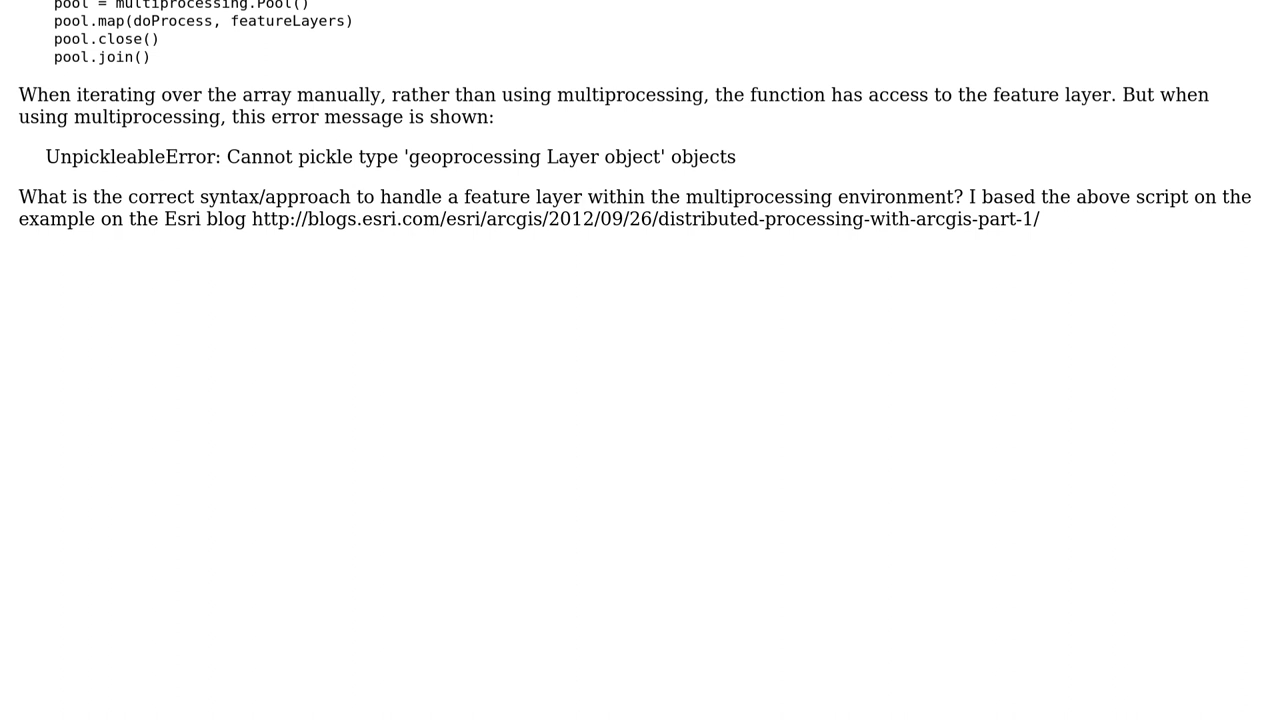 pool = multiprocessing.Pool()
pool.map(doProcess, featureLayers)
pool.close()
pool.join()
When iterating over the array manually, rather than using multiprocessing, the function has access to the feature layer. But when
using multiprocessing, this error message is shown:
UnpickleableError: Cannot pickle type 'geoprocessing Layer object' objects
What is the correct syntax/approach to handle a feature layer within the multiprocessing environment? I based the above script on the
example on the Esri blog http://blogs.esri.com/esri/arcgis/2012/09/26/distributed-processing-with-arcgis-part-1/